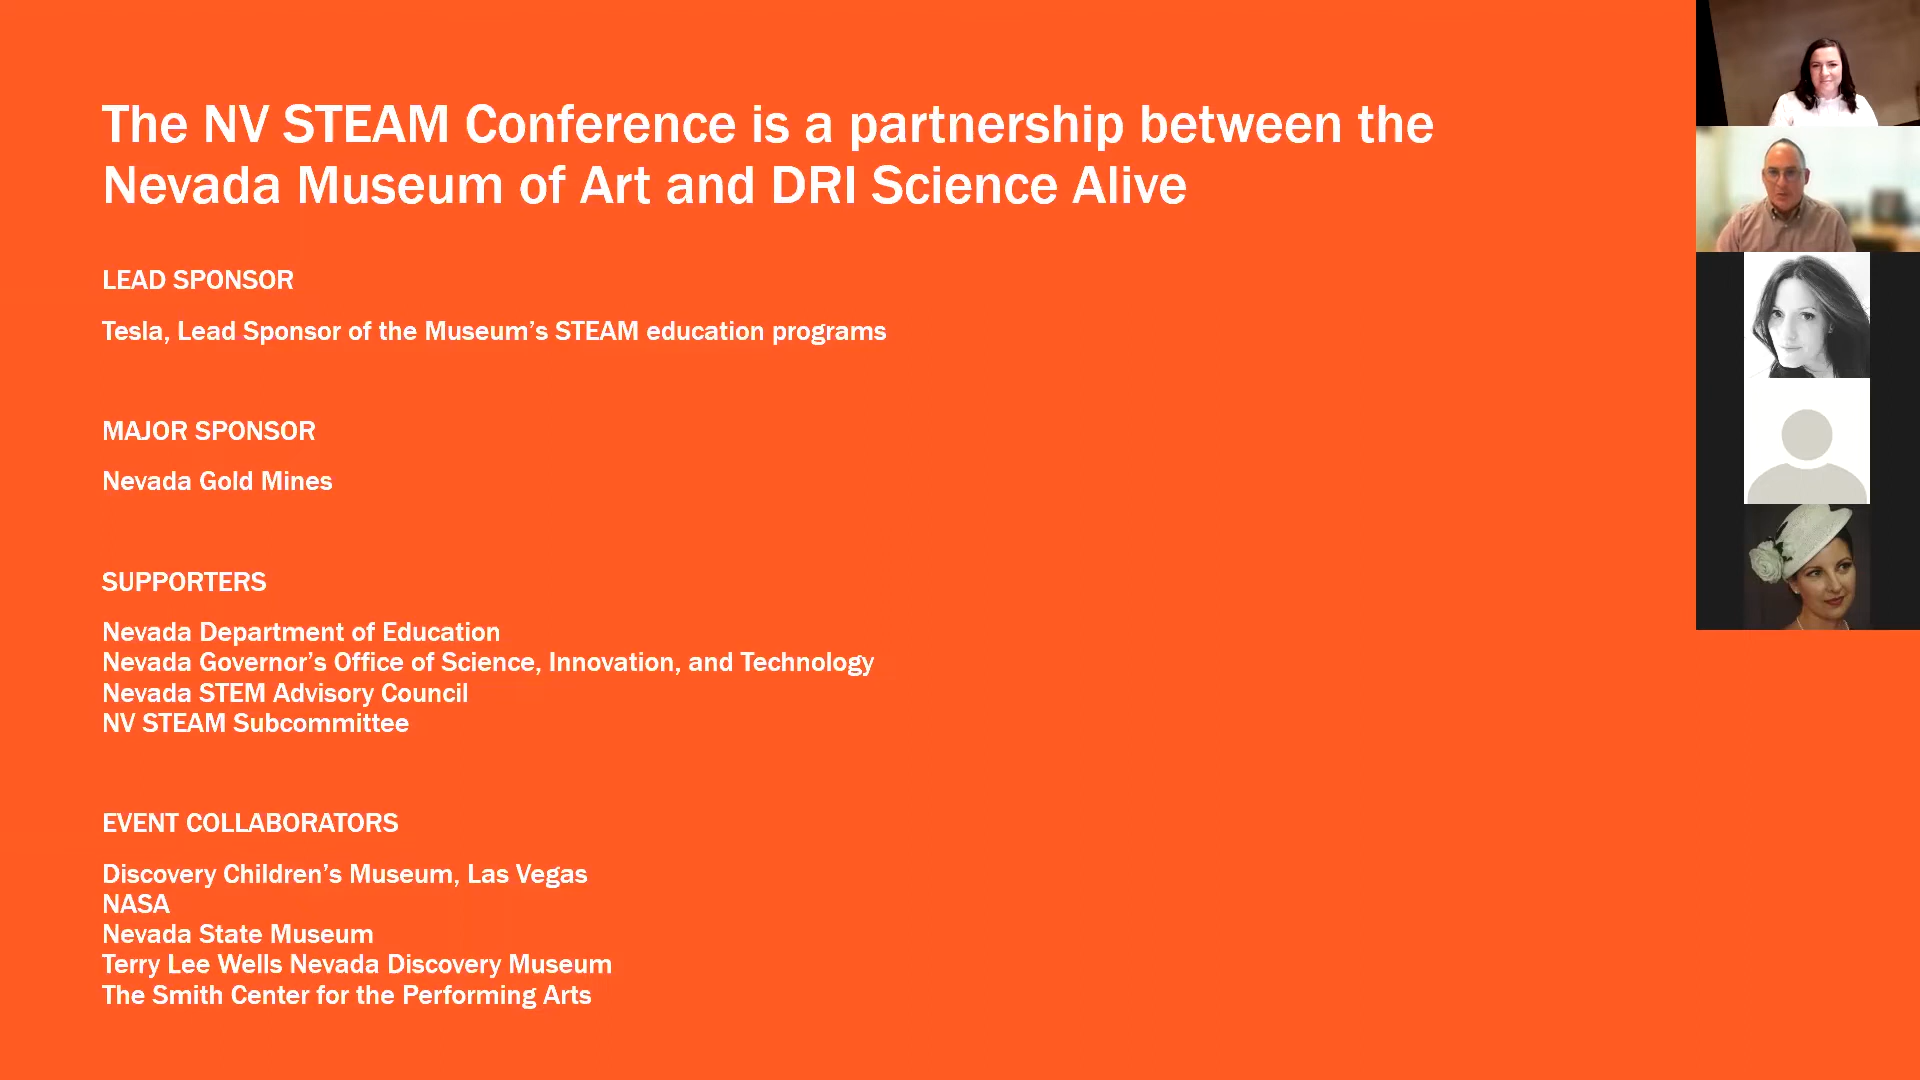 The NV STEAM Conference is a partnership between the
Nevada Museum of Art and DRI Science Alive
LEAD SPONSOR
Tesla, Lead Sponsor of the Museum’s STEAM education programs
MAJOR SPONSOR
Nevada Gold Mines
SUPPORTERS
Nevada Department of Education
Nevada Governor’s Office of Science, Innovation, and Technology
Nevada STEM Advisory Council
NV STEAM Subcommittee
EVENT COLLABORATORS
Discovery Children’s Museum, Las Vegas
NASA
Nevada State Museum
Terry Lee Wells Nevada Discovery Museum
The Smith Center for the Performing Arts